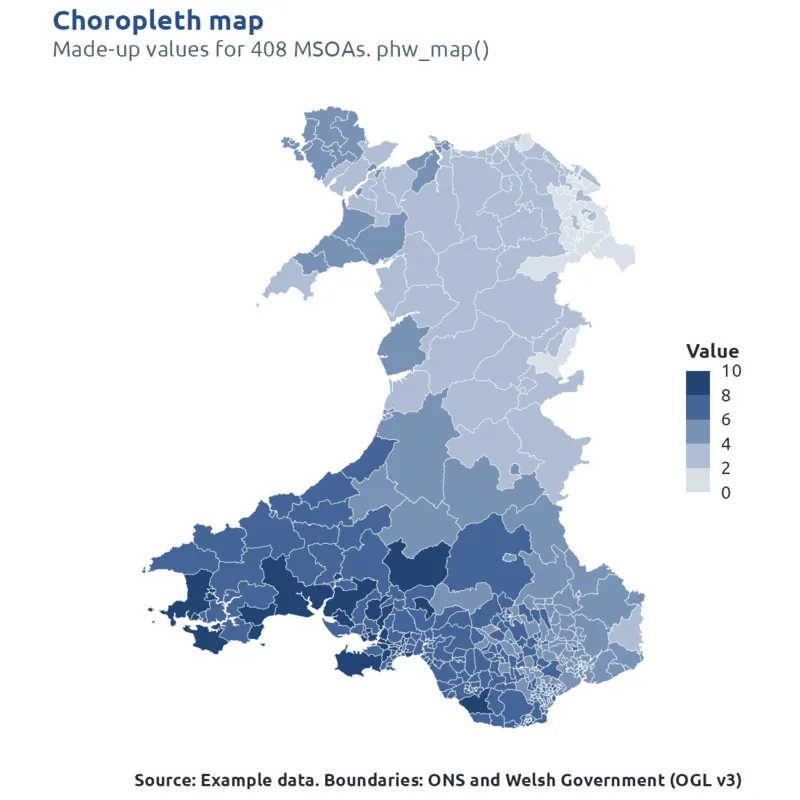 Choropleth map
Made-up values for 408 MSOAs. phw_map()
Value
10
8
6
4
2
0
Source: Example data. Boundaries: ONS and Welsh Government (OGL v3)